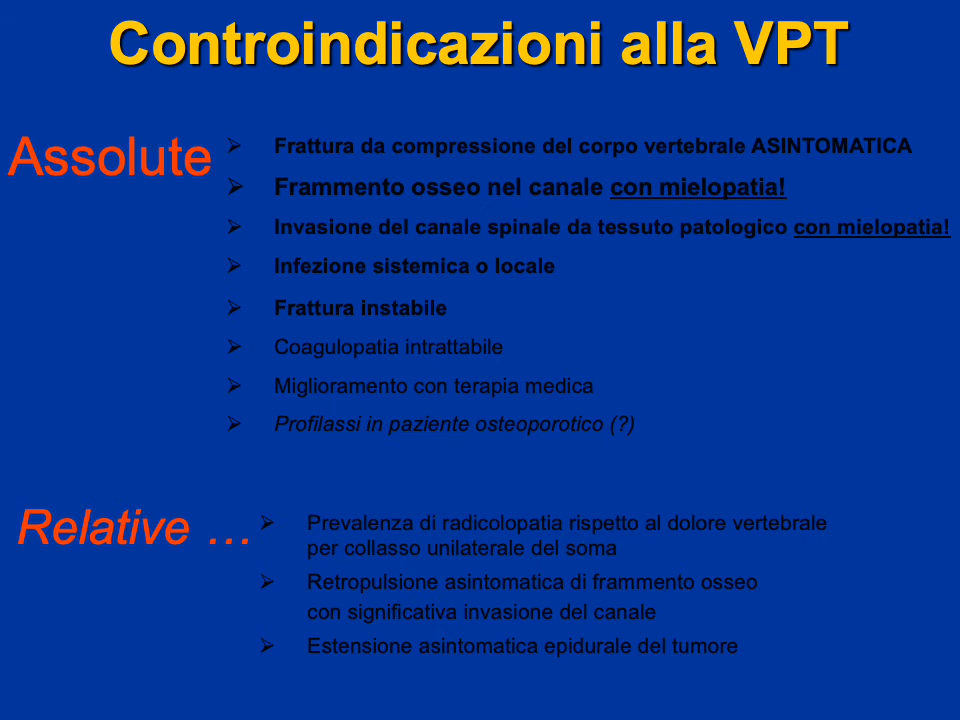 Controindicazioni alla VPT
Assolute
Frattura da compressione del corpo vertebrale ASINTOMATICA
Frammento osseo nel canale con mielopatia!
Invasione del canale spinale da tessuto patologico con mielopatia!
Infezione sistemica o locale
Frattura instabile
Coagulopatia intrattabile
Miglioramento con terapia medica
Profilassi in paziente osteoporotico (?)
Relative …
Prevalenza di radicolopatia rispetto al dolore vertebrale
per collasso unilaterale del soma
Retropulsione asintomatica di frammento osseo
con significativa invasione del canale
Estensione asintomatica epidurale del tumore